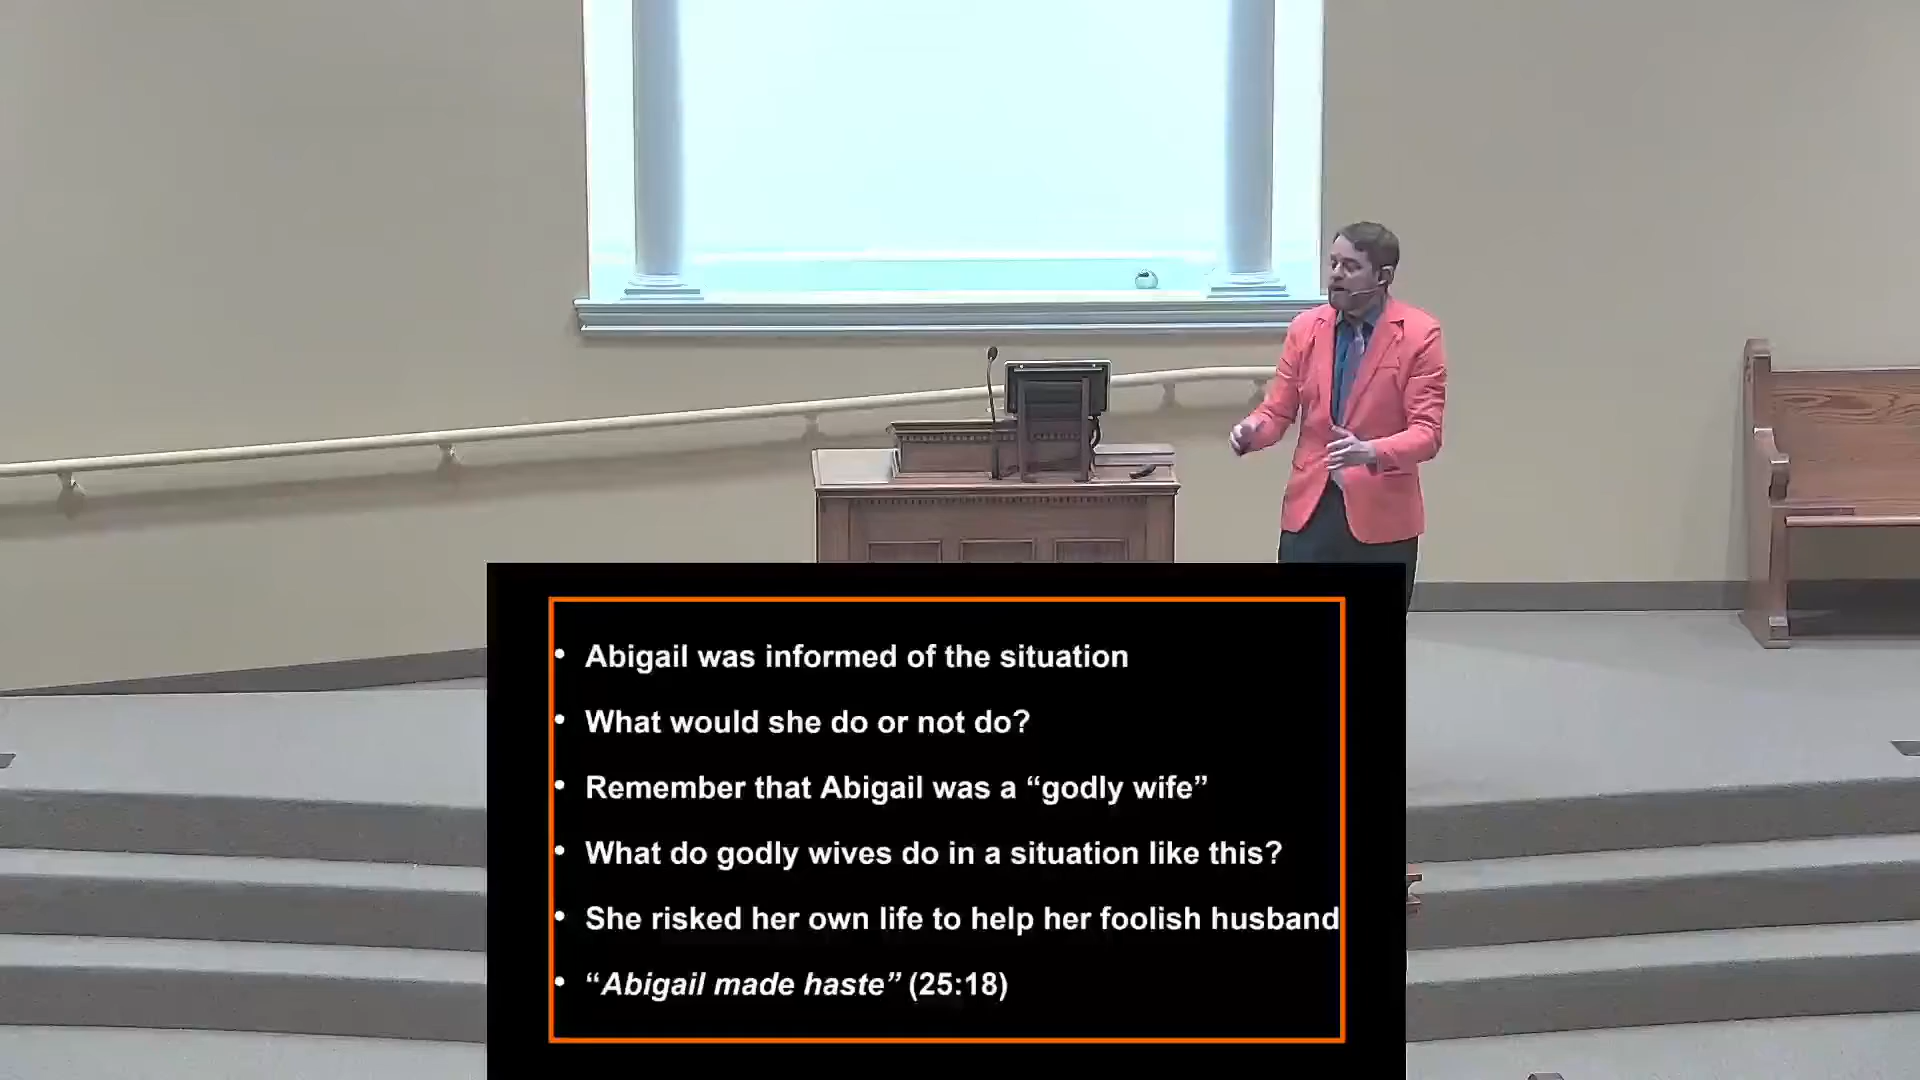 • Abigail was informed of the situation
• What would she do or not do?
• Remember that Abigail was a “godly wife”
• What do godly wives do in a situation like this?
• She risked her own life to help her foolish husband
• “Abigail made haste” (25:18)